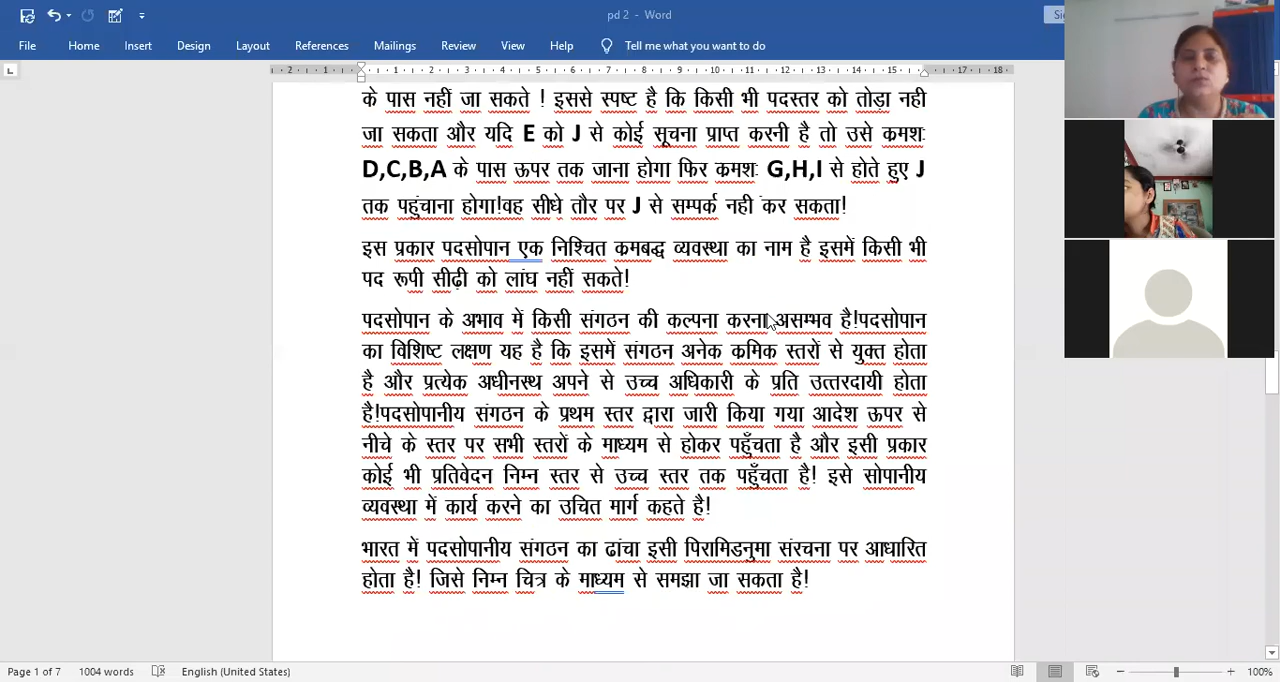 pd 2 - Word
File Home Insert Design Layout References Mailings Review View Help Tell me what you want to do
के पास नहीं जा सकते ! इससे स्पष्ट है कि किसी भी पदस्तर को तोड़ा नही
जा सकता और यदि E को J से कोई सूचना प्राप्त करनी है तो उसे क्रमश:
D,C,B,A के पास ऊपर तक जाना होगा फिर क्रमश: G,H,I से होते हुए J
तक पहुंचाना होगा!वह सीधे तौर पर J से सम्पर्क नही कर सकता!
इस प्रकार पदसोपान एक निश्चित क्रमबद्ध व्यवस्था का नाम है इसमें किसी भी
पद रूपी सीढ़ी को लांघ नहीं सकते!
पदसोपान के अभाव में किसी संगठन की कल्पना करना असम्भव है!पदसोपान
का विशिष्ट लक्षण यह है कि इसमें संगठन अनेक क्रमिक स्तरों से युक्त होता
है और प्रत्येक अधीनस्थ अपने से उच्च अधिकारी के प्रति उत्तरदायी होता
है!पदसोपानीय संगठन के प्रथम स्तर द्वारा जारी किया गया आदेश ऊपर से
नीचे के स्तर पर सभी स्तरों के माध्यम से होकर पहुँचता है और इसी प्रकार
कोई भी प्रतिवेदन निम्न स्तर से उच्च स्तर तक पहुँचता है! इसे सोपानीय
व्यवस्था में कार्य करने का उचित मार्ग कहते है!
भारत में पदसोपानीय संगठन का ढांचा इसी पिरामिडनुमा संरचना पर आधारित
होता है! जिसे निम्न चित्र के माध्यम से समझा जा सकता है!
Page 1 of 7 1004 words English (United States) 100%